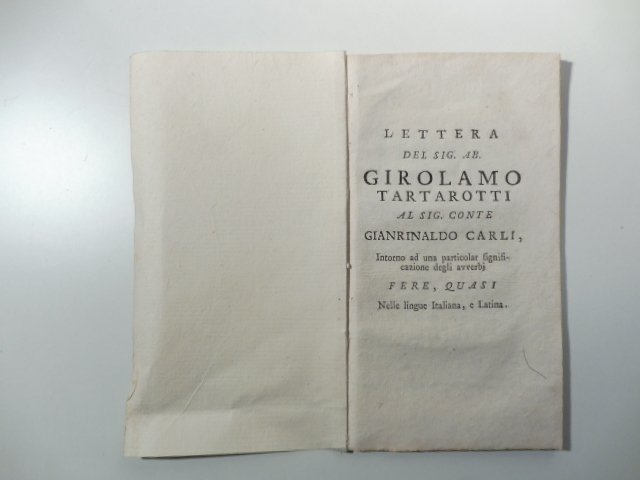 LETTERA
DEL SIG. AB.
GIROLAMO
TARTAROTTI
AL SIG. CONTE
GIANRINALDO CARLI,
Intorno ad una particolar signifi-
cazione degli avverbj
FERE, QUASI
Nelle lingue Italiana, e Latina.